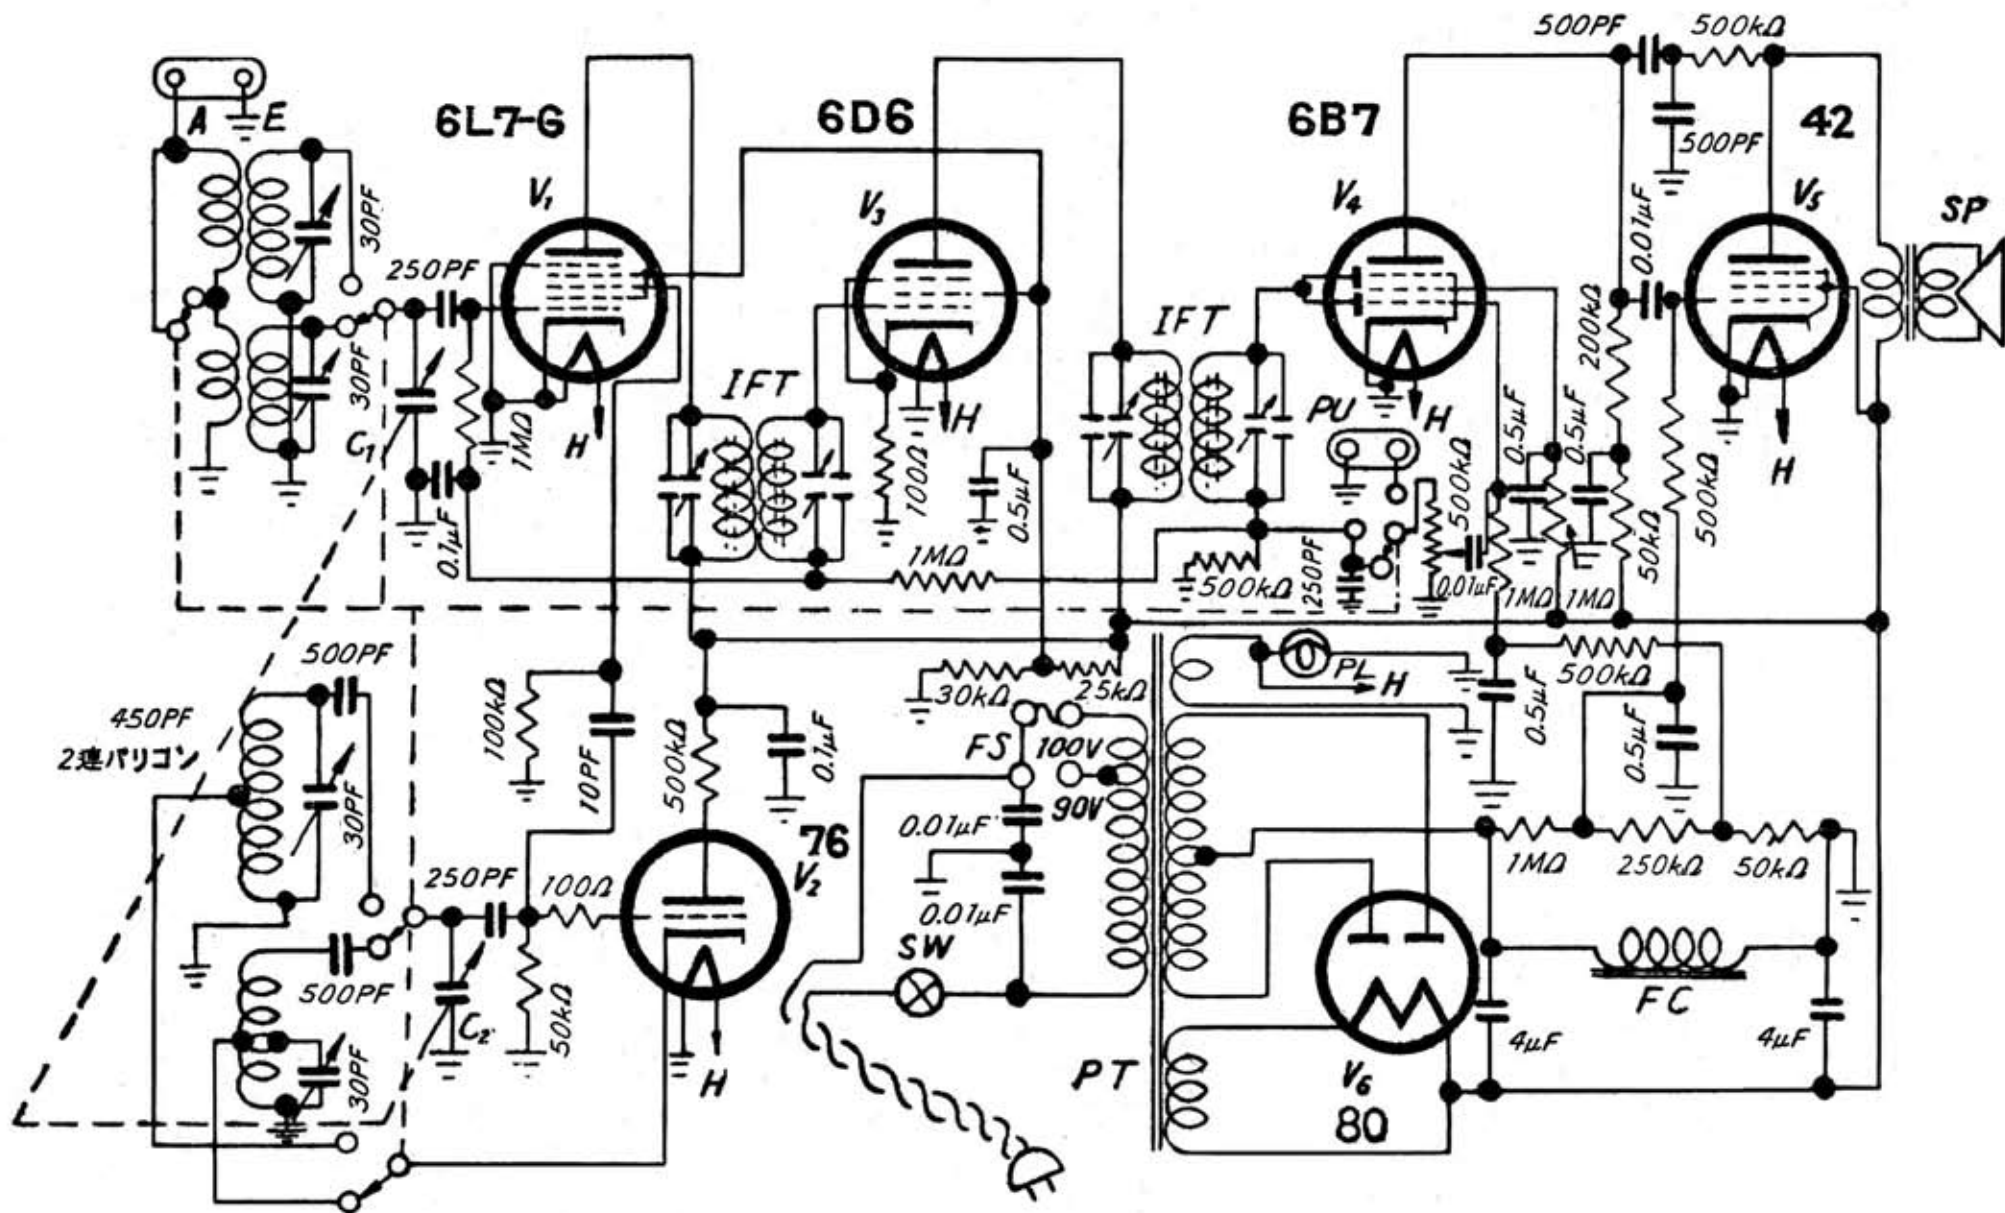 500PF
500kΩ
A
E
6L7-G
6D6
6B7
42
500PF
V1
V3
V4
V5
SP
30PF
250PF
0.01μF
30PF
IFT
IFT
PU
200kΩ
C1
1MΩ
H
H
H
H
100Ω
0.5μF
500kΩ
0.5μF
0.5μF
50kΩ
500kΩ
0.1μF
1MΩ
500kΩ
250PF
0.01μF
1MΩ
1MΩ
500PF
PL
H
500kΩ
30kΩ
25kΩ
450PF
2連バリコン
30PF
100kΩ
10PF
500kΩ
0.1μF
FS
100V
90V
0.5μF
0.5μF
0.01μF
76
V2
1MΩ
250kΩ
50kΩ
250PF
100Ω
0.01μF
SW
500PF
C2
50kΩ
FC
4μF
4μF
30PF
H
PT
V6
80